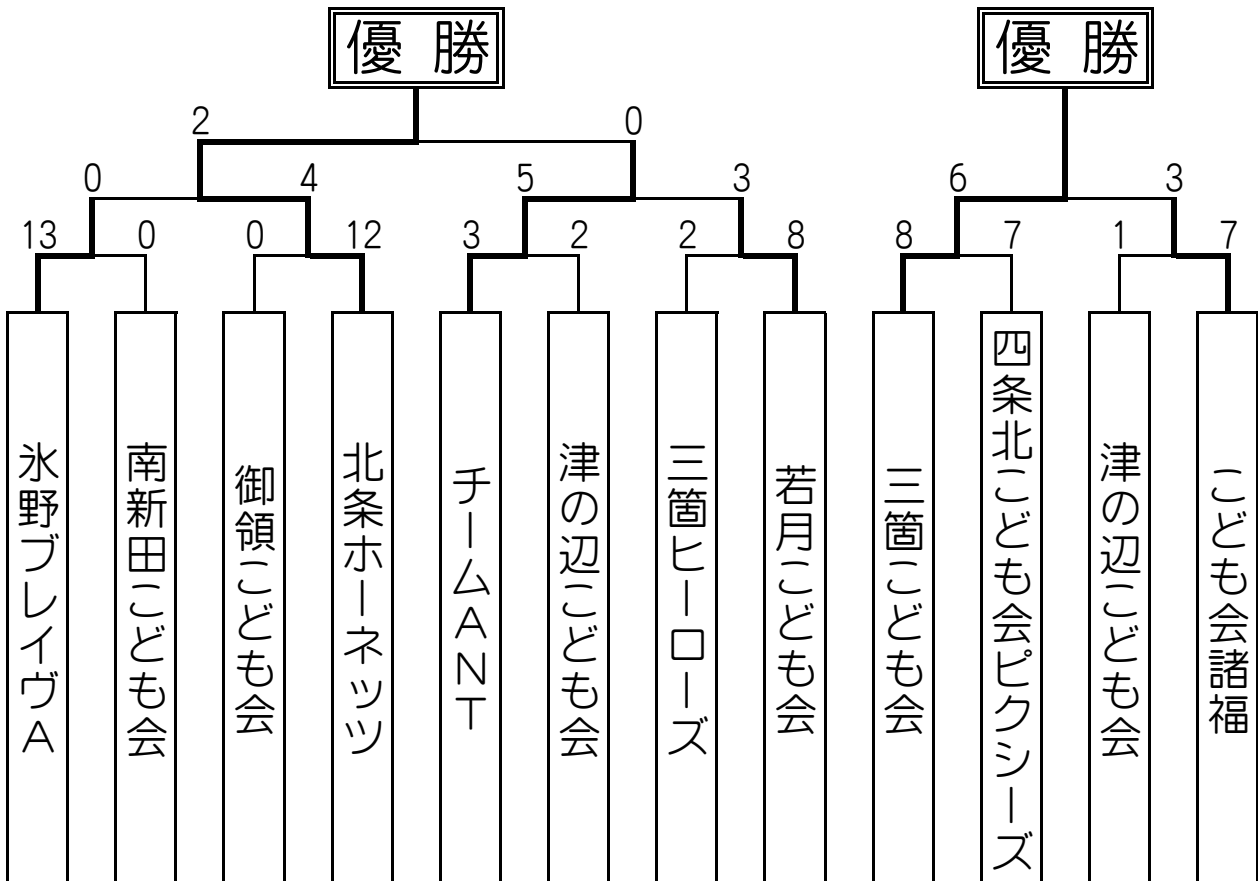 優勝 優勝
2 0
0 4 5 3 6 3
13 0 0 12 3 2 2 8 8 7 1 7
氷野ブレイヴA
南新田こども会
御領こども会
北条ホーネッツ
チームANT
津の辺こども会
三箇ヒーローズ
若月こども会
三箇こども会
四条北こども会ピクシーズ
津の辺こども会
こども会諸福